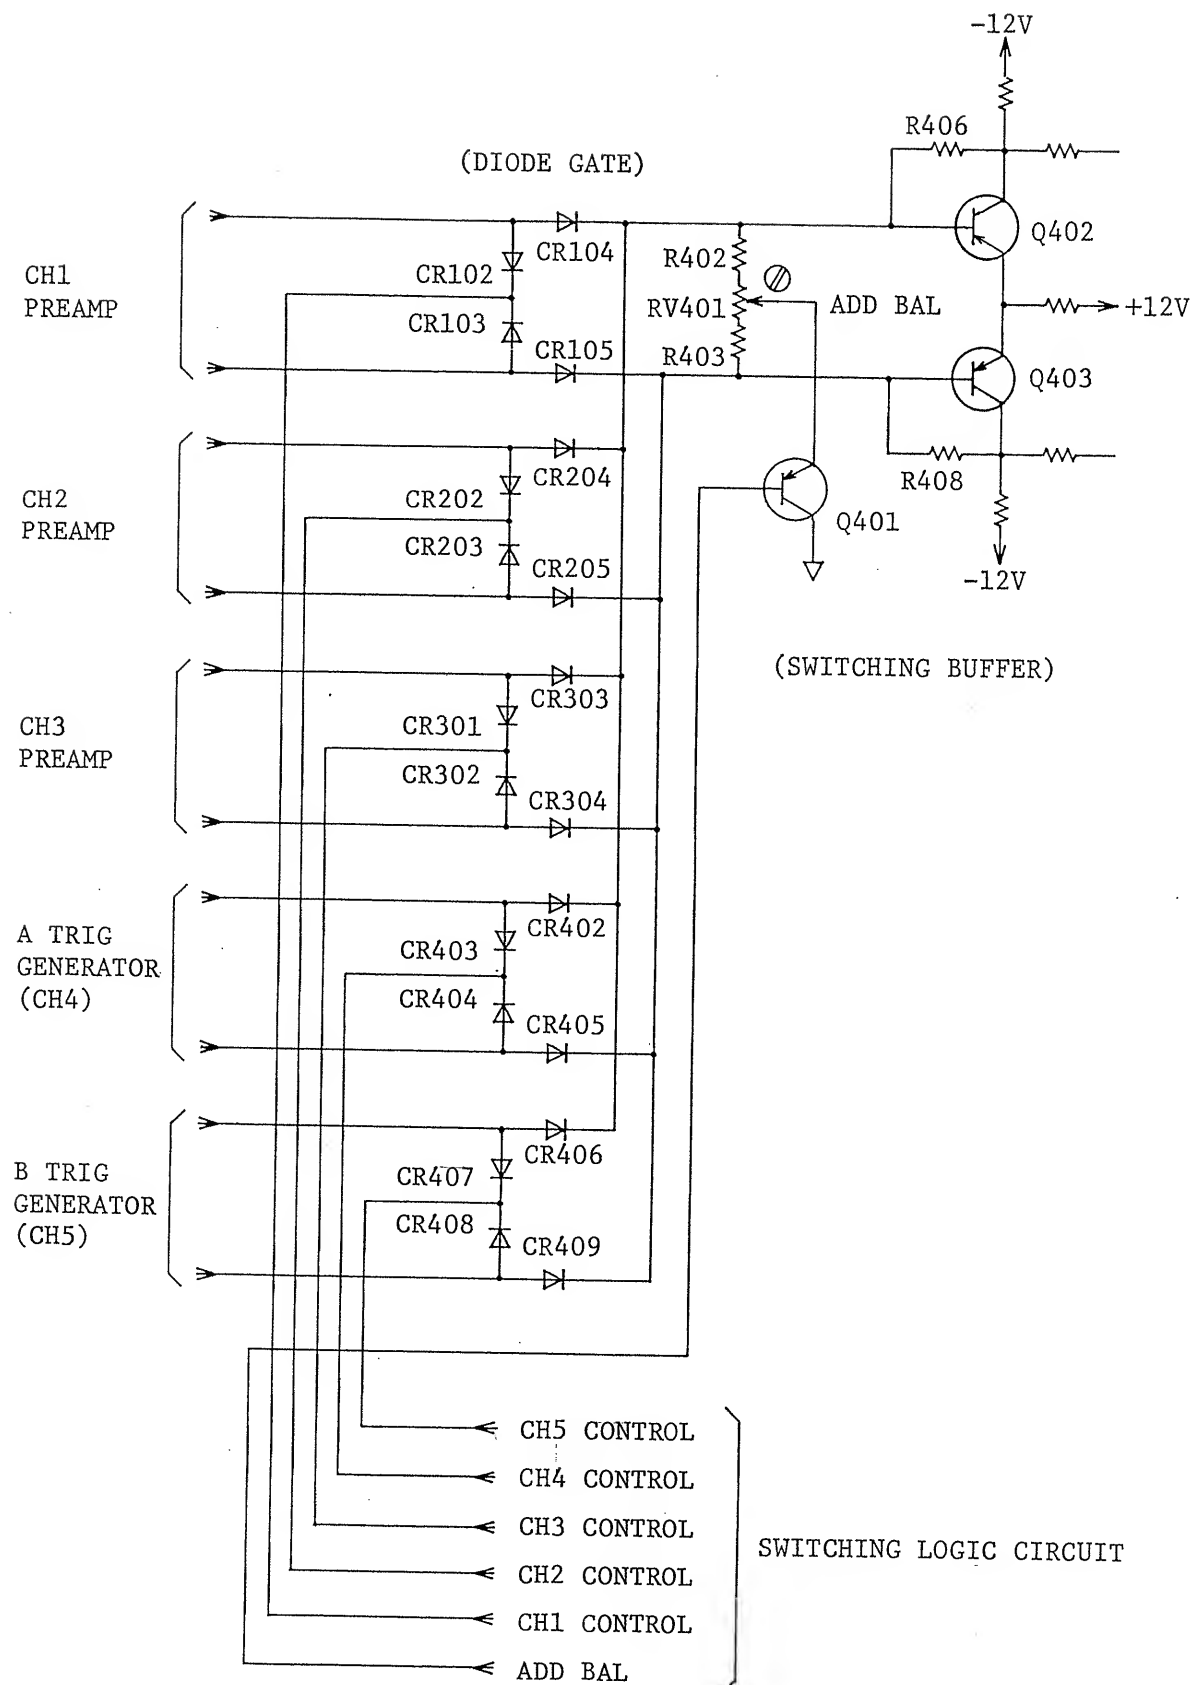 -12V
R406
(DIODE GATE)
Q402
CR104
R402
CH1
PREAMP
CR102
RV401
ADD BAL
+12V
CR103
CR105
R403
Q403
CR204
R408
CH2
PREAMP
CR202
Q401
CR203
CR205
-12V
(SWITCHING BUFFER)
CR303
CH3
PREAMP
CR301
CR302
CR304
CR402
A TRIG
GENERATOR
(CH4)
CR403
CR404
CR405
CR406
B TRIG
GENERATOR
(CH5)
CR407
CR408
CR409
CH5 CONTROL
CH4 CONTROL
CH3 CONTROL
SWITCHING LOGIC CIRCUIT
CH2 CONTROL
CH1 CONTROL
ADD BAL